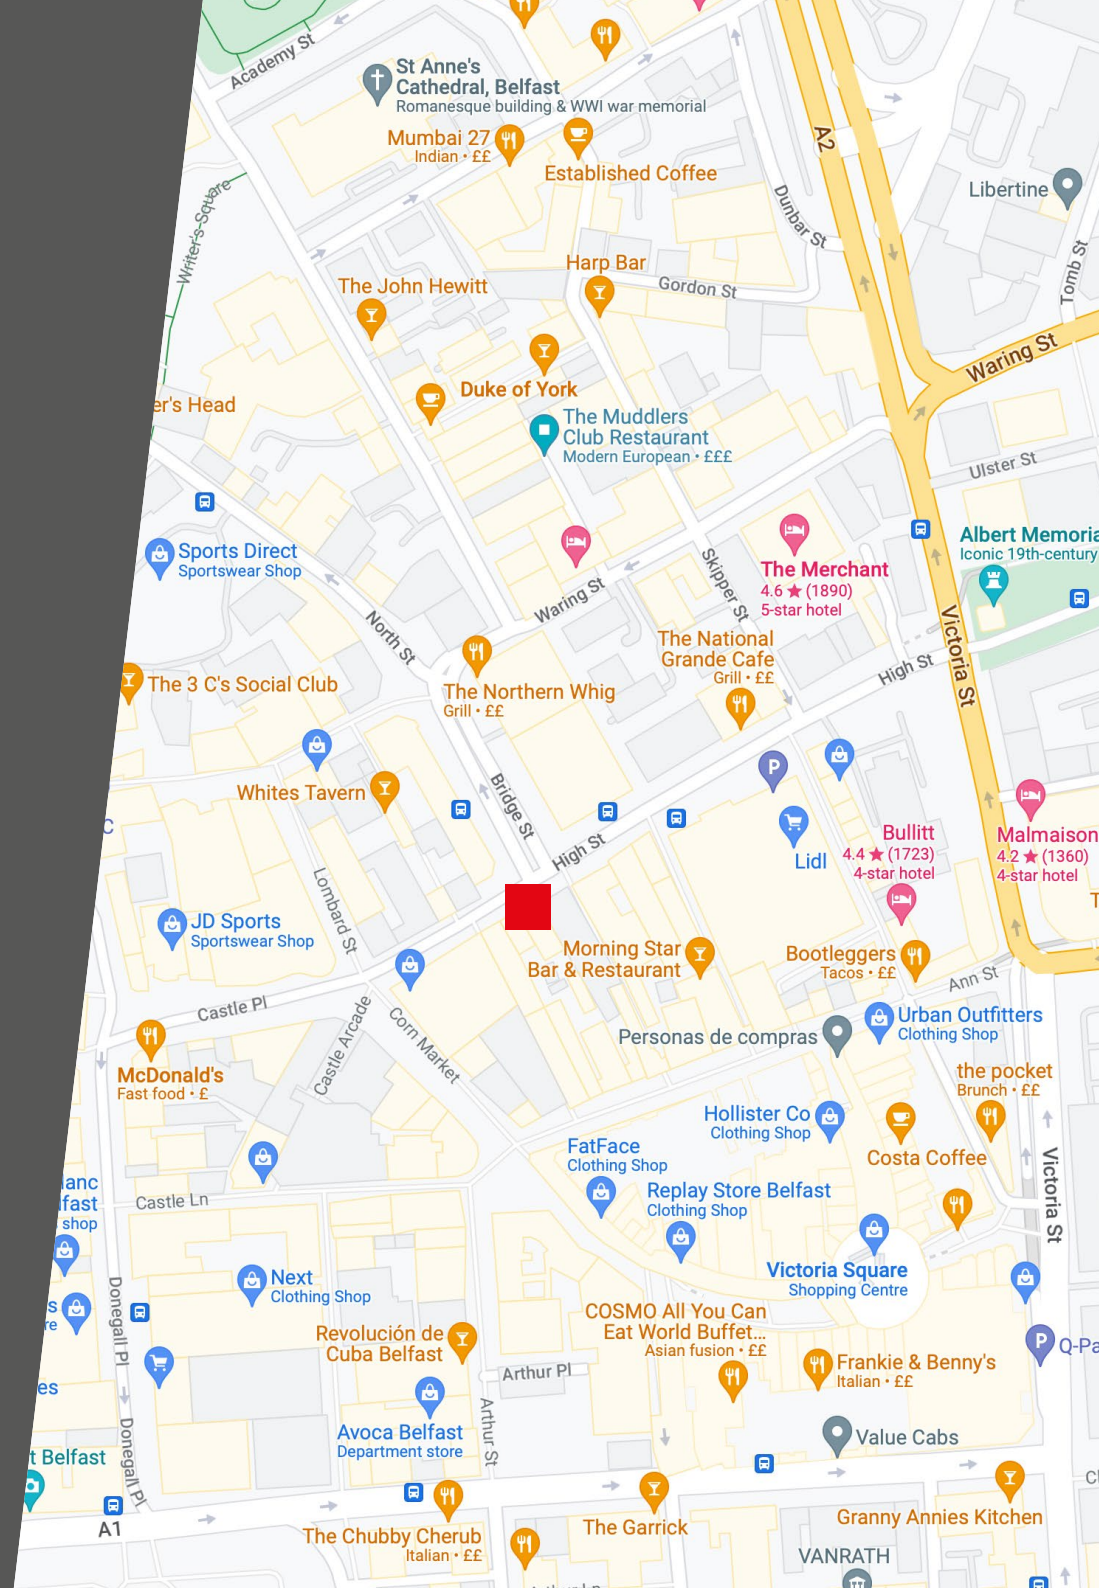 Academy St
St Anne's
Cathedral, Belfast
Romanesque building & WWI war memorial
Mumbai 27
Indian • ££
Established Coffee
A2
Libertine
Dunbar St
Writer's-Square
Tomb St
Harp Bar
Gordon St
The John Hewitt
Waring St
Duke of York
er's Head
The Muddlers
Club Restaurant
Modern European • £££
Ulster St
Sports Direct
Sportswear Shop
The Merchant
4.6 ★ (1890)
5-star hotel
Albert Memoria
Iconic 19th-century
Skipper St
Waring St
North St
Victoria St
The National
Grande Cafe
Grill • ££
High St
The 3 C's Social Club
The Northern Whig
Grill • ££
P
Whites Tavern
Bridge St
C
High St
Lidl
Bullitt
4.4 ★ (1723)
4-star hotel
Malmaison
4.2 ★ (1360)
4-star hotel
T
Lombard St
JD Sports
Sportswear Shop
Morning Star
Bar & Restaurant
Bootleggers
Tacos • ££
Ann St
Castle Pl
Corn Market
Castle Arcade
Urban Outfitters
Clothing Shop
Personas de compras
McDonald's
Fast food • £
the pocket
Brunch • ££
Hollister Co
Clothing Shop
Costa Coffee
FatFace
Clothing Shop
Victoria St
lanc
lfast
shop
Castle Ln
Replay Store Belfast
Clothing Shop
Next
Clothing Shop
Victoria Square
Shopping Centre
s
re
Donegall Pl
COSMO All You Can
Eat World Buffet...
Asian fusion • ££
Revolución de
Cuba Belfast
P
Q-Pa
Arthur Pl
Frankie & Benny's
Italian • ££
es
Avoca Belfast
Department store
Arthur St
Value Cabs
t Belfast
Donegall Pl
A1
The Chubby Cherub
Italian • ££
The Garrick
Granny Annies Kitchen
VANRATH